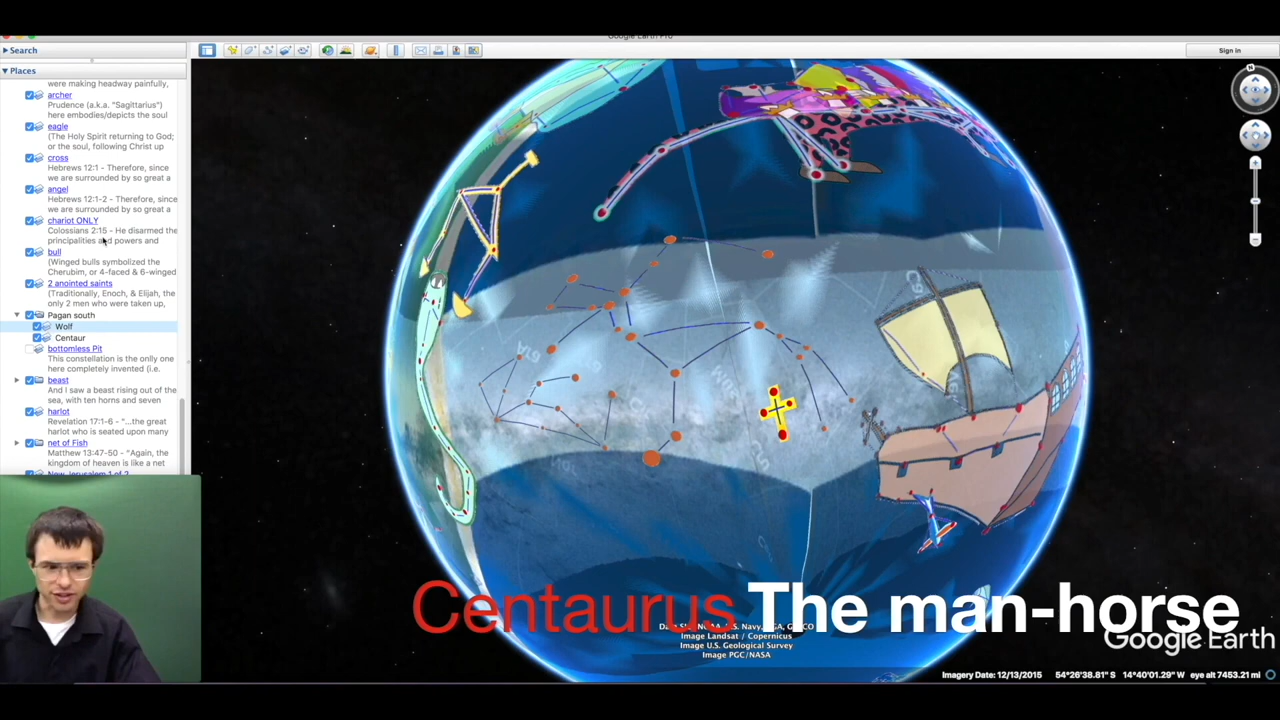 Google Earth Pro
Search
Sign in
Places
were making headway painfully,
archer
Prudence (a.k.a. "Sagittarius")
here embodies/depicts the soul
eagle
(The Holy Spirit returning to God;
or the soul, following Christ up
cross
Hebrews 12:1 - Therefore, since
we are surrounded by so great a
angel
Hebrews 12:1-2 - Therefore, since
we are surrounded by so great a
chariot ONLY
Colossians 2:15 - He disarmed the
principalities and powers and
bull
(Winged bulls symbolized the
Cherubim, or 4-faced & 6-winged
2 anointed saints
(Traditionally, Enoch, & Elijah, the
only 2 men who were taken up,
Pagan south
Wolf
Centaur
bottomless Pit
This constellation is the onlly one
here completely invented (i.e.
beast
And I saw a beast rising out of the
sea, with ten horns and seven
harlot
Revelation 17:1-6 - "...the great
harlot who is seated upon many
net of Fish
Matthew 13:47-50 - "Again, the
kingdom of heaven is like a net
New Jerusalem 1 of 2
N
Centaurus The man-horse
Image Landsat / Copernicus
Image U.S. Geological Survey
Image PGC/NASA
Google Earth
Imagery Date: 12/13/2015 54°26'38.81" S 14°40'01.29" W eye alt 7453.21 mi